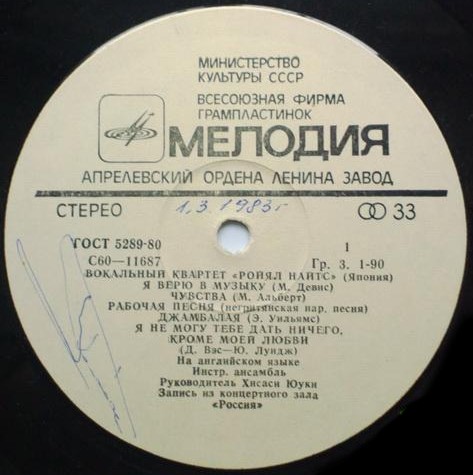 МИНИСТЕРСТВО
КУЛЬТУРЫ СССР
ВСЕСОЮЗНАЯ ФИРМА
ГРАМПЛАСТИНОК
МЕЛОДИЯ
АПРЕЛЕВСКИЙ ОРДЕНА ЛЕНИНА ЗАВОД
СТЕРЕО 1.3.1983г 33
ГОСТ 5289-80 1
С60—11687 Гр. 3. 1-90
ВОКАЛЬНЫЙ КВАРТЕТ «РОЙЯЛ НАЙТС» (Япония)
Я ВЕРЮ В МУЗЫКУ (М. Девис)
ЧУВСТВА (М. Альберт)
РАБОЧАЯ ПЕСНЯ (негритянская нар. песня)
ДЖАМБАЛАЯ (Э. Уильямс)
Я НЕ МОГУ ТЕБЕ ДАТЬ НИЧЕГО,
КРОМЕ МОЕЙ ЛЮБВИ
(Д. Вэс—Ю. Лундж)
На английском языке
Инстр. ансамбль
Руководитель Хисаси Юуки
Запись из концертного зала
«Россия»